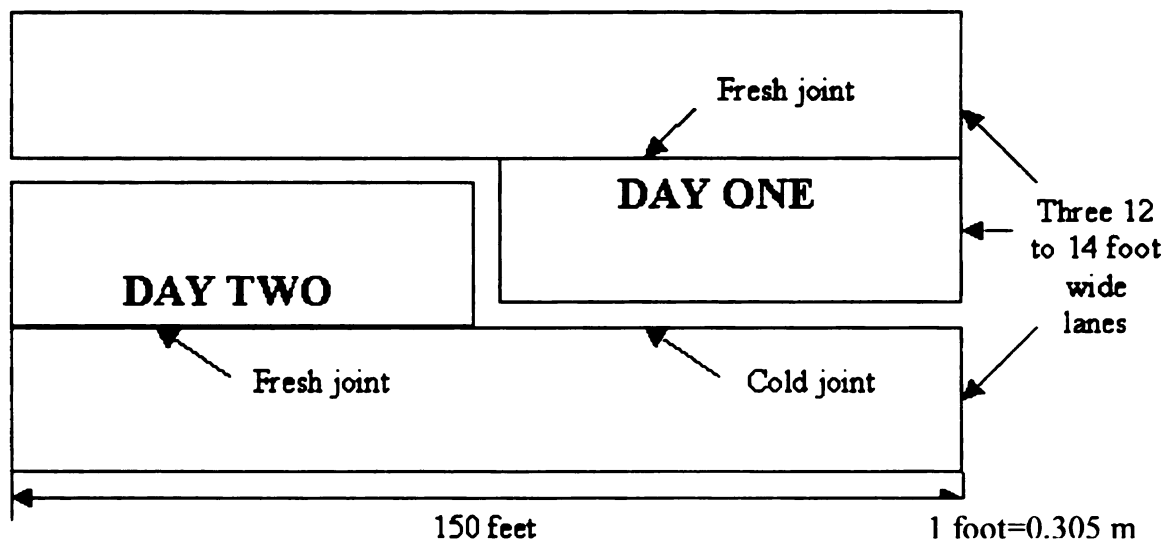 Fresh joint
DAY ONE
Three 12
to 14 foot
wide
lanes
DAY TWO
Fresh joint
Cold joint
150 feet
1 foot=0.305 m